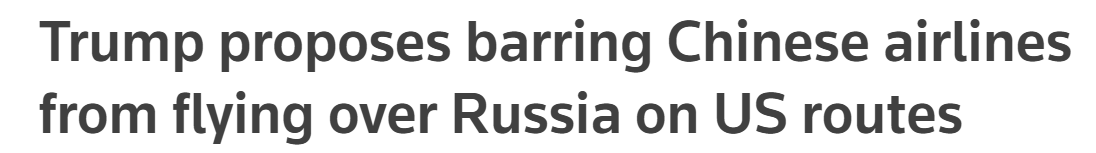 Trump proposes barring Chinese airlines
from flying over Russia on US routes